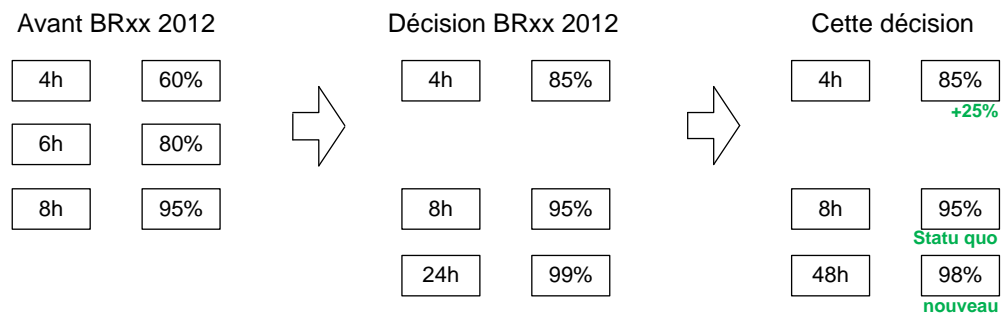 Avant BRxx 2012
Décision BRxx 2012
Cette décision
4h 60%
4h 85%
4h 85%
+25%
6h 80%
8h 95%
8h 95%
8h 95%
Statu quo
24h 99%
48h 98%
nouveau